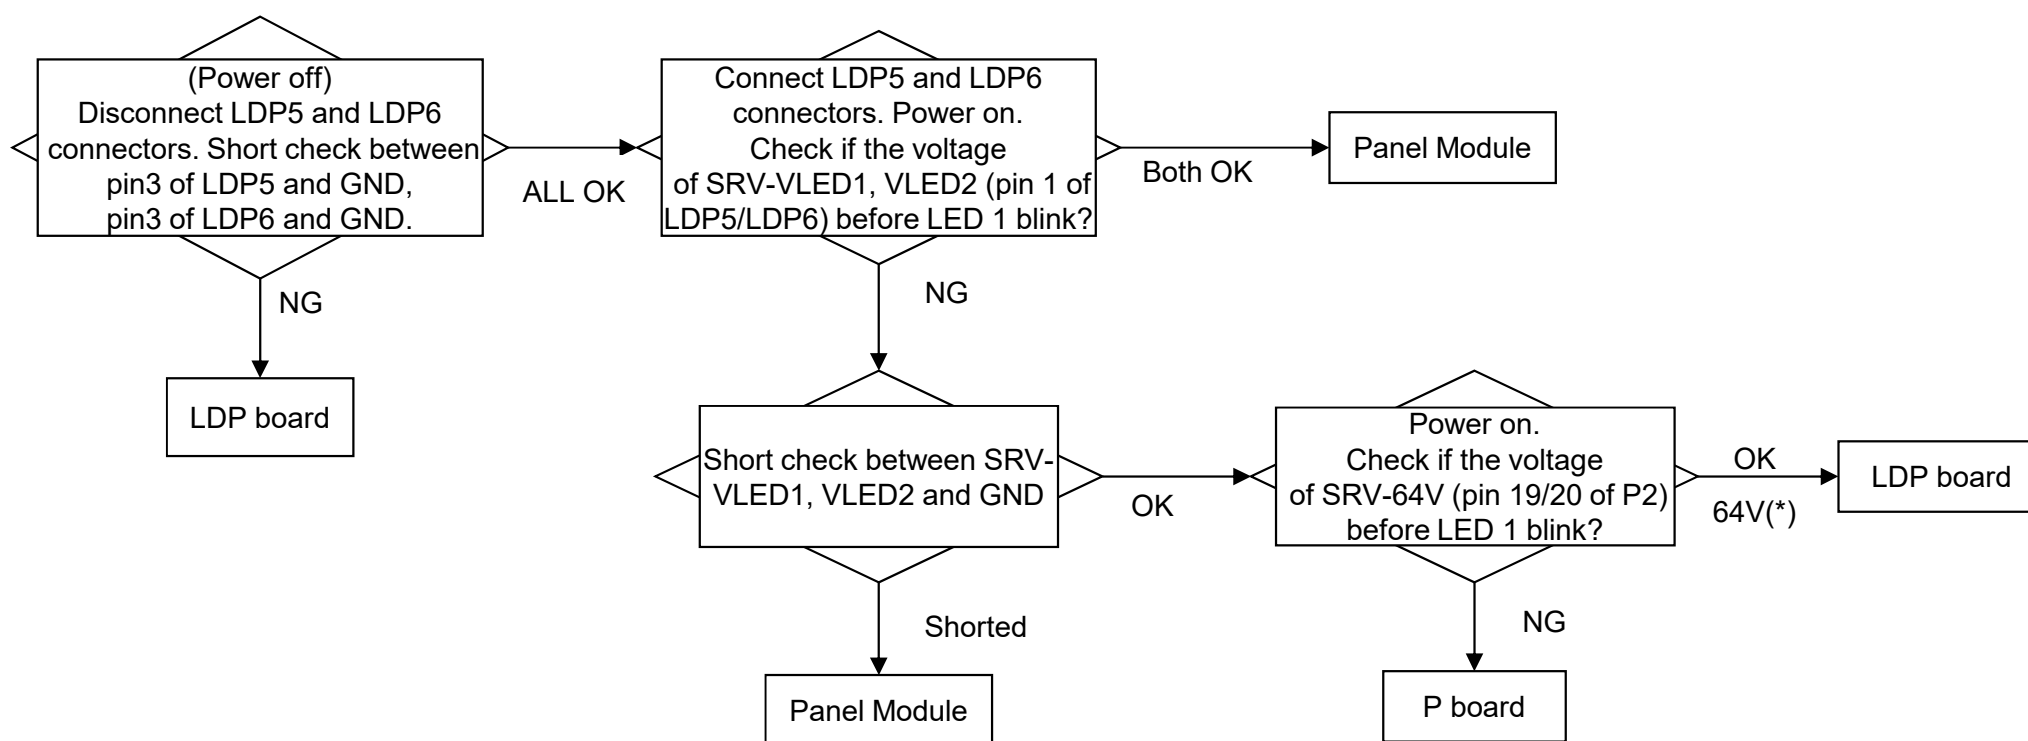 (Power off)
Disconnect LDP5 and LDP6
connectors. Short check between
pin3 of LDP5 and GND,
pin3 of LDP6 and GND.
ALL OK
NG
LDP board
Connect LDP5 and LDP6
connectors. Power on.
Check if the voltage
of SRV-VLED1, VLED2 (pin 1 of
LDP5/LDP6) before LED 1 blink?
Both OK
Panel Module
NG
Short check between SRV-
VLED1, VLED2 and GND
OK
Shorted
Panel Module
Power on.
Check if the voltage
of SRV-64V (pin 19/20 of P2)
before LED 1 blink?
OK
64V(*)
LDP board
NG
P board